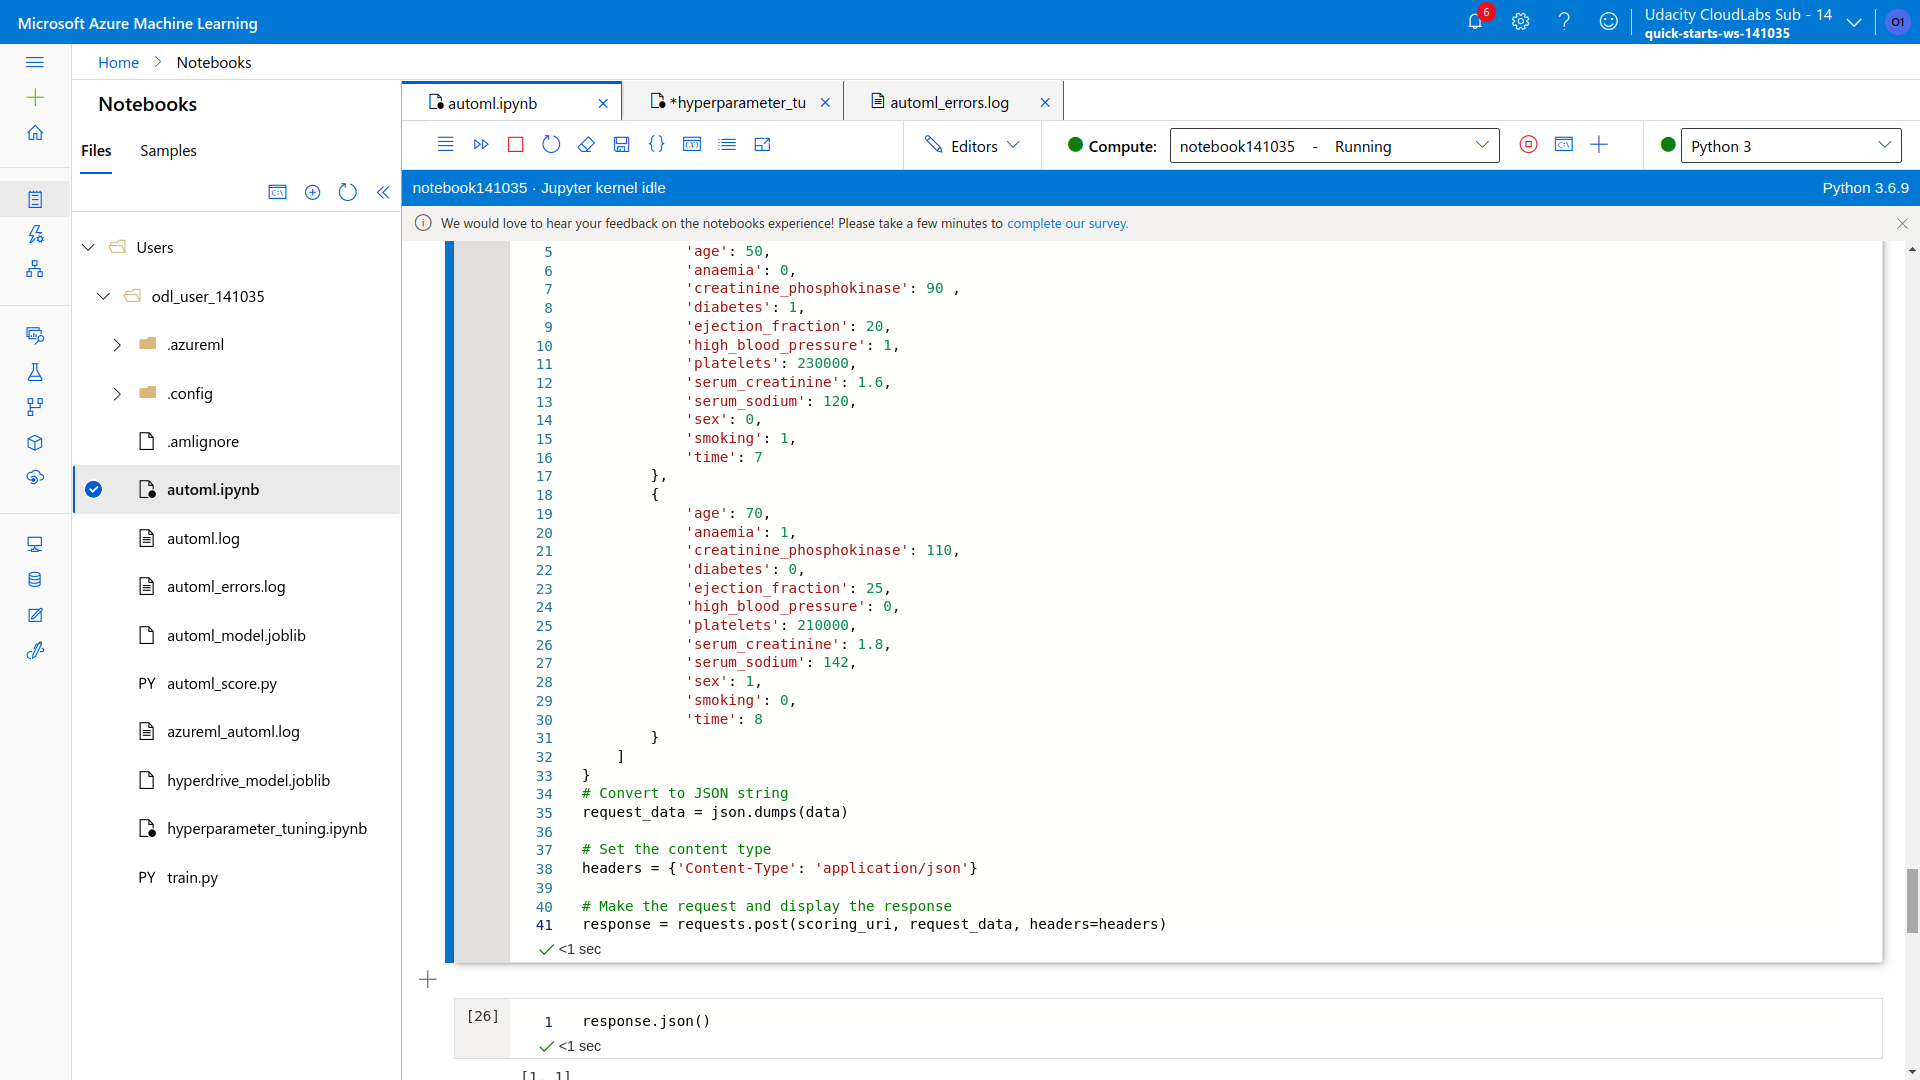 Microsoft Azure Machine Learning
6
Udacity CloudLabs Sub - 14
quick-starts-ws-141035
O1
Home > Notebooks
Notebooks
Files Samples
Users
odl_user_141035
.azureml
.config
.amlignore
automl.ipynb
automl.log
automl_errors.log
automl_model.joblib
PY automl_score.py
azureml_automl.log
hyperdrive_model.joblib
hyperparameter_tuning.ipynb
PY train.py
automl.ipynb
*hyperparameter_tu
automl_errors.log
Editors
Compute: notebook141035 - Running
Python 3
notebook141035 · Jupyter kernel idle
Python 3.6.9
We would love to hear your feedback on the notebooks experience! Please take a few minutes to complete our survey.
5 'age': 50,
6 'anaemia': 0,
7 'creatinine_phosphokinase': 90 ,
8 'diabetes': 1,
9 'ejection_fraction': 20,
10 'high_blood_pressure': 1,
11 'platelets': 230000,
12 'serum_creatinine': 1.6,
13 'serum_sodium': 120,
14 'sex': 0,
15 'smoking': 1,
16 'time': 7
17 },
18 {
19 'age': 70,
20 'anaemia': 1,
21 'creatinine_phosphokinase': 110,
22 'diabetes': 0,
23 'ejection_fraction': 25,
24 'high_blood_pressure': 0,
25 'platelets': 210000,
26 'serum_creatinine': 1.8,
27 'serum_sodium': 142,
28 'sex': 1,
29 'smoking': 0,
30 'time': 8
31 }
32 ]
33 }
34 # Convert to JSON string
35 request_data = json.dumps(data)
36
37 # Set the content type
38 headers = {'Content-Type': 'application/json'}
39
40 # Make the request and display the response
41 response = requests.post(scoring_uri, request_data, headers=headers)
<1 sec
[26]
1 response.json()
<1 sec
[1, 1]